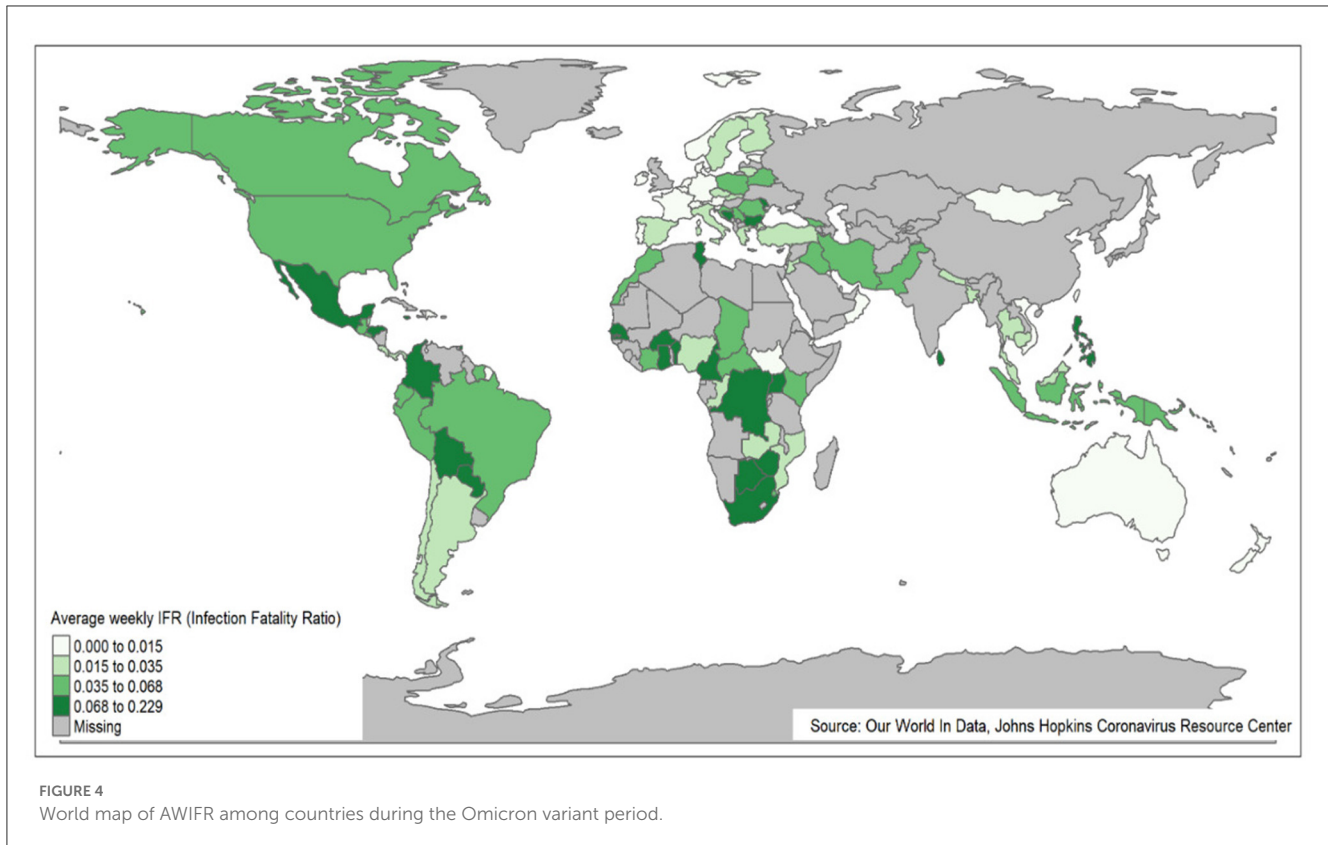 Average weekly IFR (Infection Fatality Ratio)
0.000 to 0.015
0.015 to 0.035
0.035 to 0.068
0.068 to 0.229
Missing
Source: Our World In Data, Johns Hopkins Coronavirus Resource Center
FIGURE 4
World map of AWIFR among countries during the Omicron variant period.